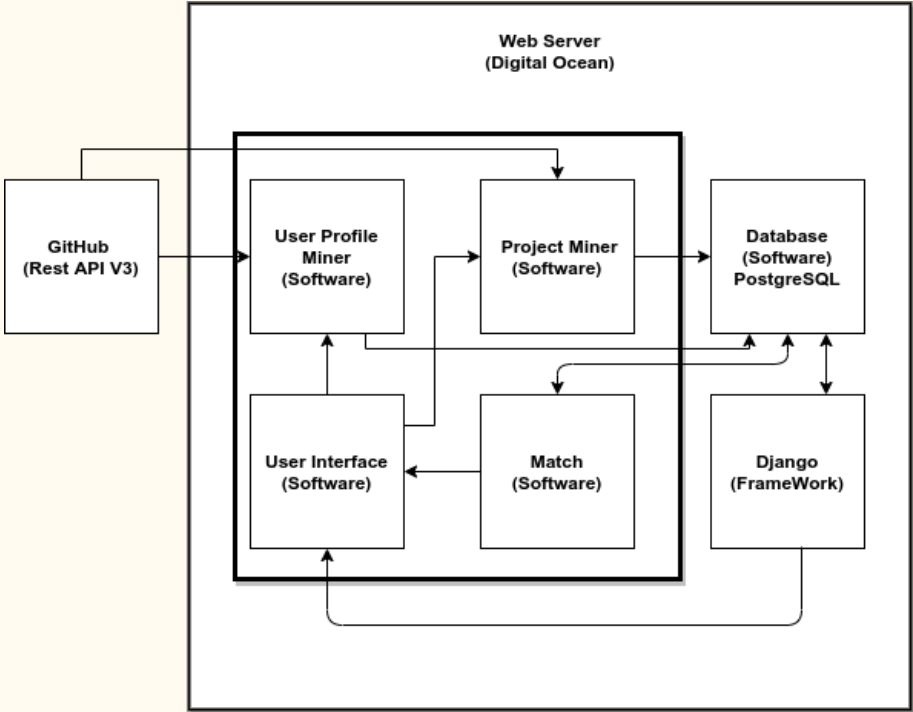 Web Server
(Digital Ocean)
GitHub
(Rest API V3)
User Profile
Miner
(Software)
Project Miner
(Software)
Database
(Software)
PostgreSQL
User Interface
(Software)
Match
(Software)
Django
(FrameWork)